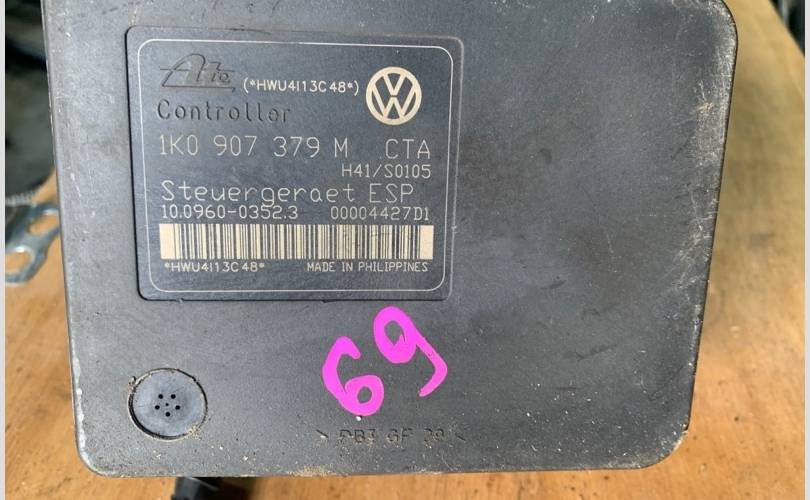 Ate (*HWU4I13C48*)
Controller
1K0 907 379 M CTA
H41/S0105
Steuergeraet ESP
10.0960-0352.3 00004427D1
*HWU4I13C48* MADE IN PHILIPPINES
69